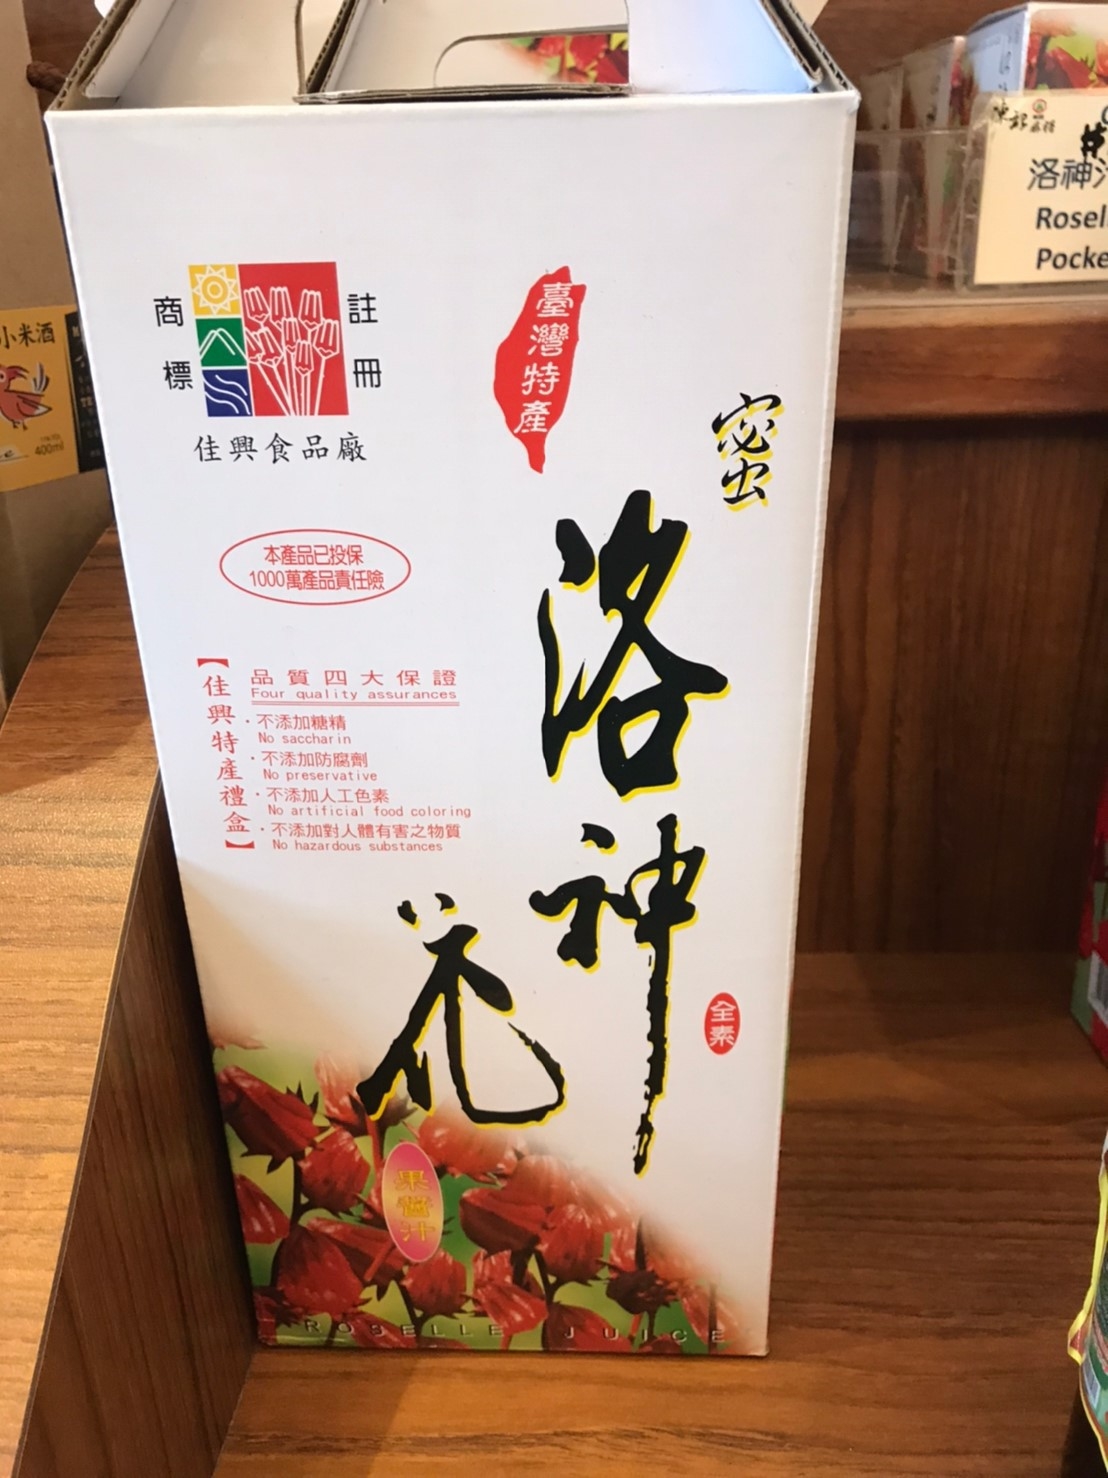 商標
註冊
佳興食品廠
臺灣特產
蜜
洛神花
本產品已投保
1000萬產品責任險
【佳興特產禮盒】
品質四大保證
Four quality assurances
·不添加糖精
No saccharin
·不添加防腐劑
No preservative
·不添加人工色素
No artificial food coloring
·不添加對人體有害之物質
No hazardous substances
全素
果醬汁
ROSELLE JUICE
小米酒
400ml
洛神
Rosel
Pocke